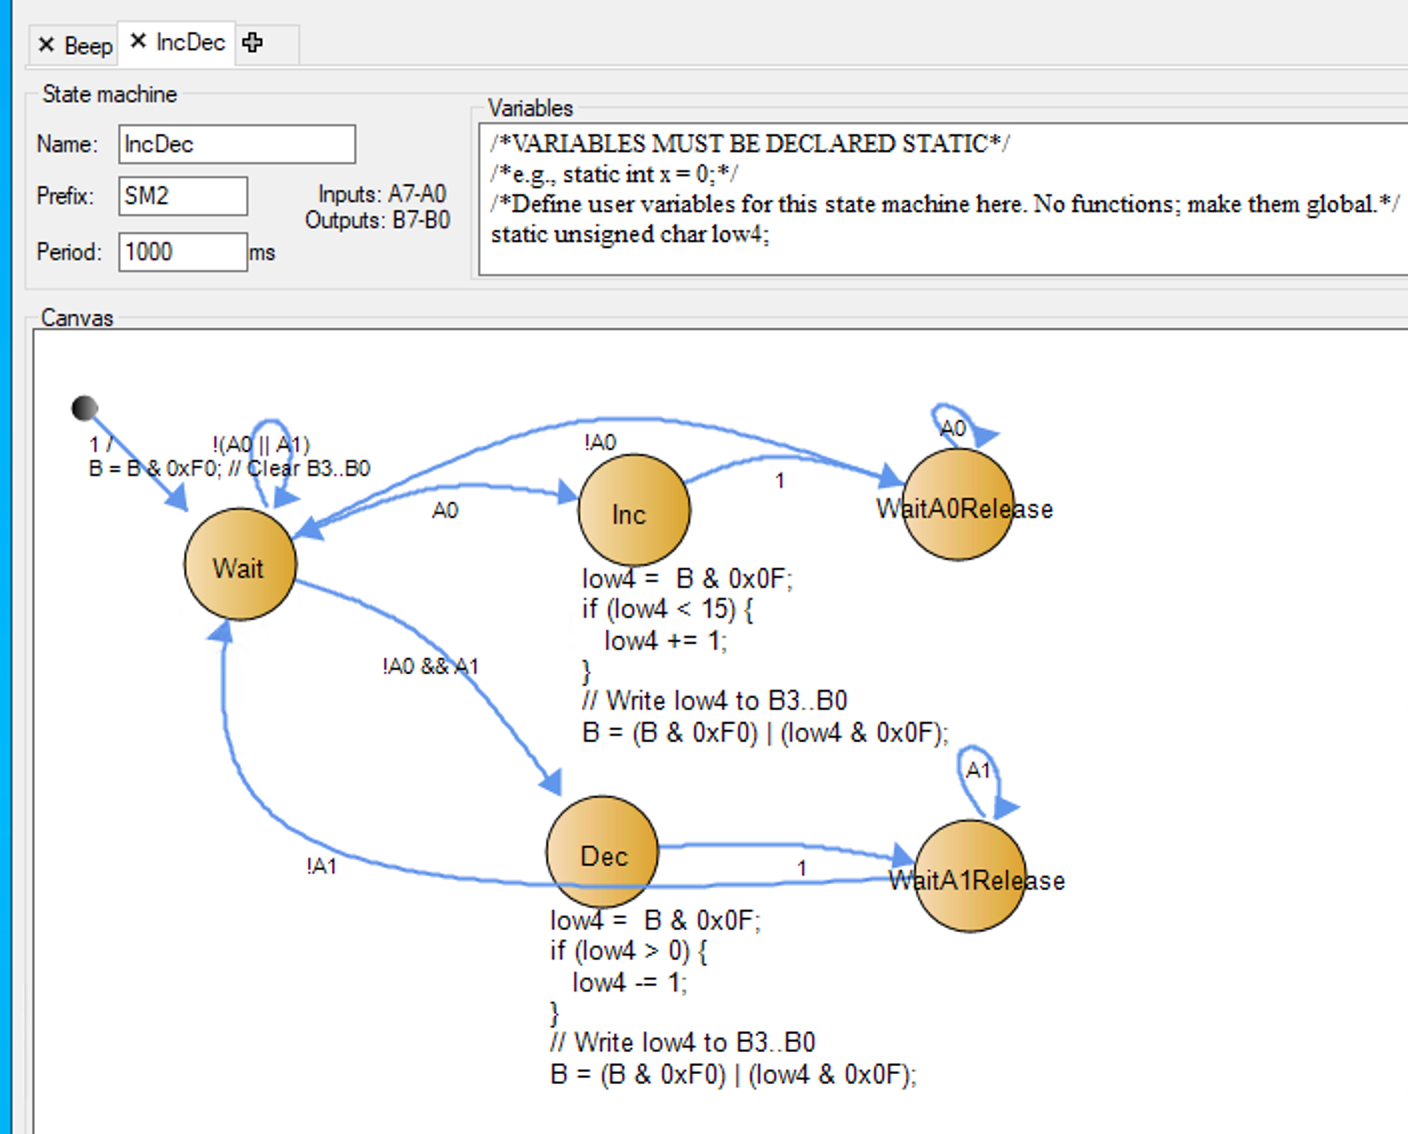 ✕ Beep ✕ IncDec
State machine
Name: IncDec
Prefix: SM2
Inputs: A7-A0
Outputs: B7-B0
Period: 1000 ms
Variables
/*VARIABLES MUST BE DECLARED STATIC*/
/*e.g., static int x = 0;*/
/*Define user variables for this state machine here. No functions; make them global.*/
static unsigned char low4;
Canvas
1 /
B = B & 0xF0; // Clear B3..B0
!(A0 || A1)
Wait
A0
!A0
Inc
1
A0
WaitA0Release
low4 =  B & 0x0F;
if (low4 < 15) {
low4 += 1;
}
// Write low4 to B3..B0
B = (B & 0xF0) | (low4 & 0x0F);
!A0 && A1
!A1
Dec
1
A1
WaitA1Release
low4 =  B & 0x0F;
if (low4 > 0) {
low4 -= 1;
}
// Write low4 to B3..B0
B = (B & 0xF0) | (low4 & 0x0F);